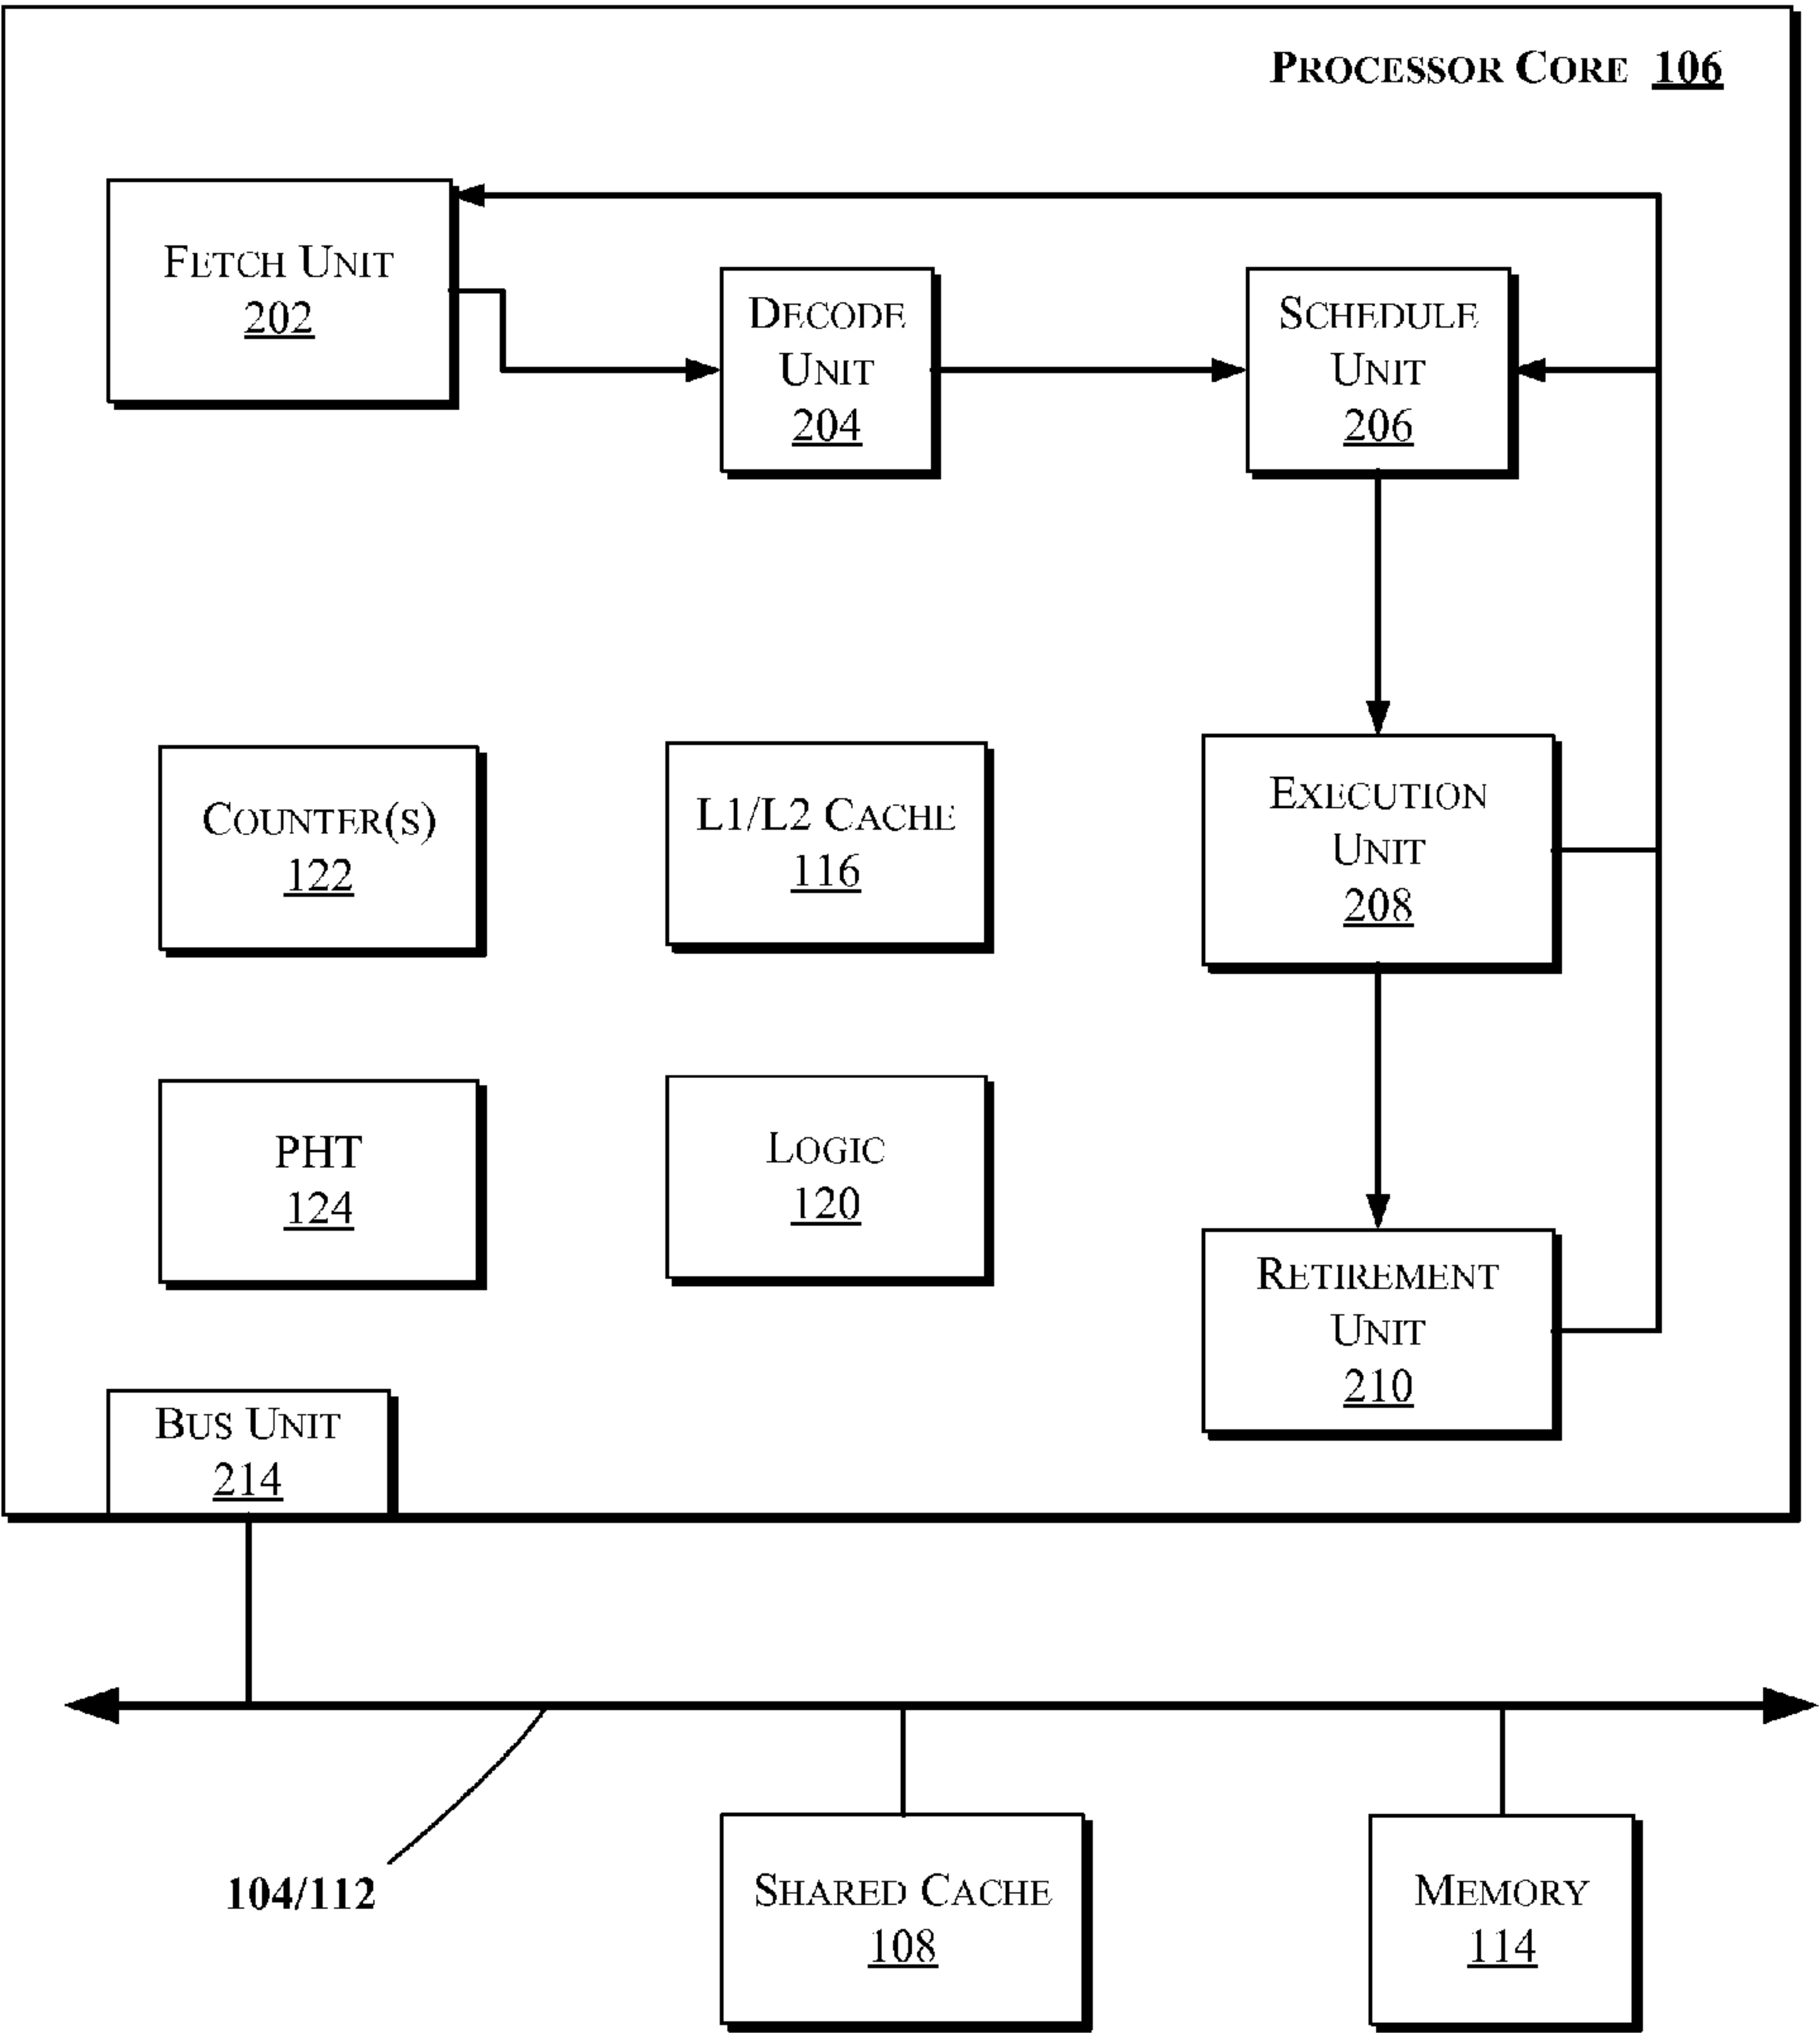 PROCESSOR CORE 106
FETCH UNIT
202
DECODE
UNIT
204
SCHEDULE
UNIT
206
COUNTER(S)
122
L1/L2 CACHE
116
EXECUTION
UNIT
208
PHT
124
LOGIC
120
RETIREMENT
UNIT
210
BUS UNIT
214
104/112
SHARED CACHE
108
MEMORY
114